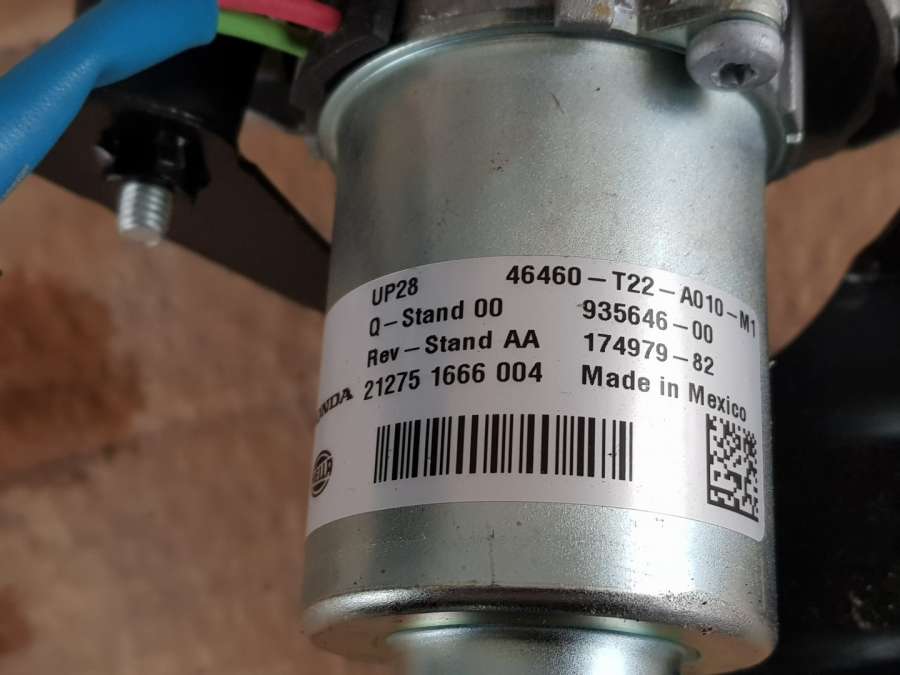 UP28 46460-T22-A010-M1
Q-Stand 00 935646-00
Rev-Stand AA 174979-82
21275 1666 004 Made in Mexico